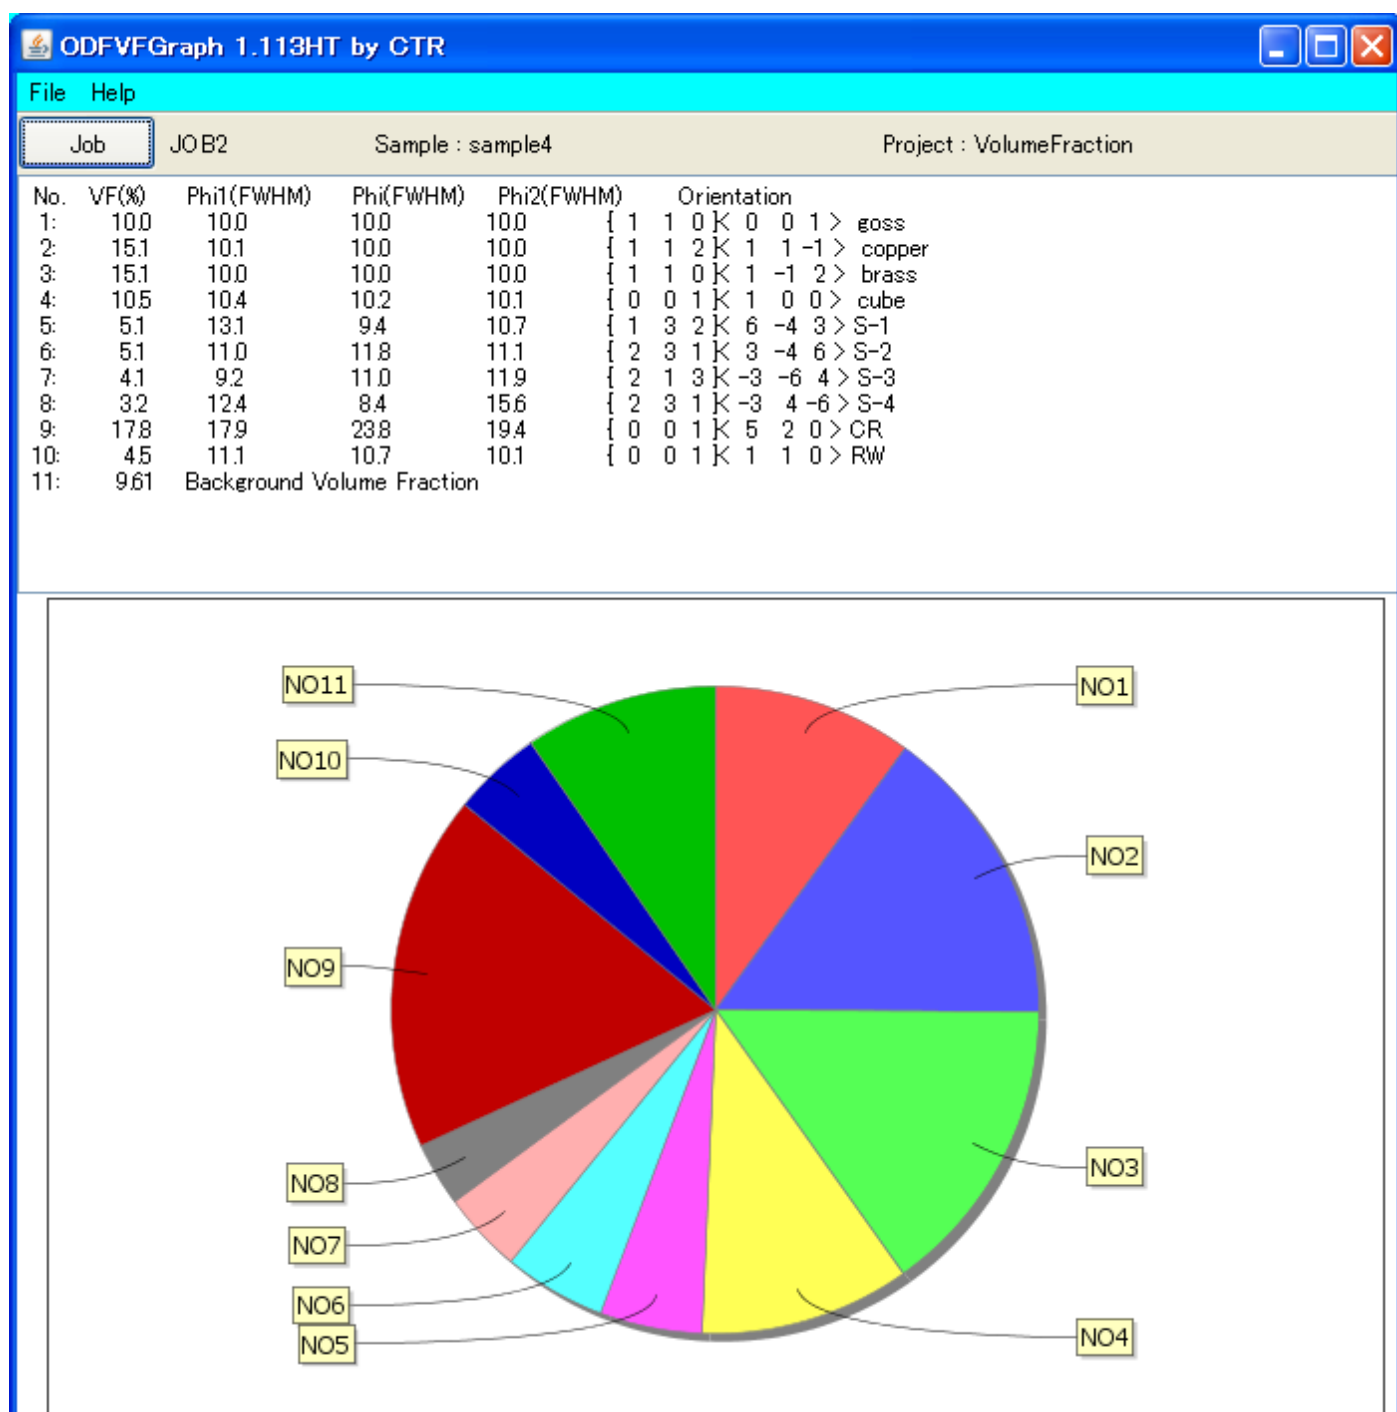 ODFVFGraph 1.113HT by CTR
File Help
Job JOB2 Sample : sample4 Project : VolumeFraction
No. VF(%) Phi1(FWHM) Phi(FWHM) Phi2(FWHM) Orientation
1: 10.0 10.0 10.0 10.0 { 1 1 0 }< 0 0 1 > goss
2: 15.1 10.1 10.0 10.0 { 1 1 2 }< 1 1 -1 > copper
3: 15.1 10.0 10.0 10.0 { 1 1 0 }< 1 -1 2 > brass
4: 10.5 10.4 10.2 10.1 { 0 0 1 }< 1 0 0 > cube
5: 5.1 13.1 9.4 10.7 { 1 3 2 }< 6 -4 3 > S-1
6: 5.1 11.0 11.8 11.1 { 2 3 1 }< 3 -4 6 > S-2
7: 4.1 9.2 11.0 11.9 { 2 1 3 }< -3 -6 4 > S-3
8: 3.2 12.4 8.4 15.6 { 2 3 1 }< -3 4 -6 > S-4
9: 17.8 17.9 23.8 19.4 { 0 0 1 }< 5 2 0 > CR
10: 4.5 11.1 10.7 10.1 { 0 0 1 }< 1 1 0 > RW
11: 9.61 Background Volume Fraction
NO11
NO1
NO10
NO2
NO9
NO3
NO8
NO7
NO6
NO5
NO4